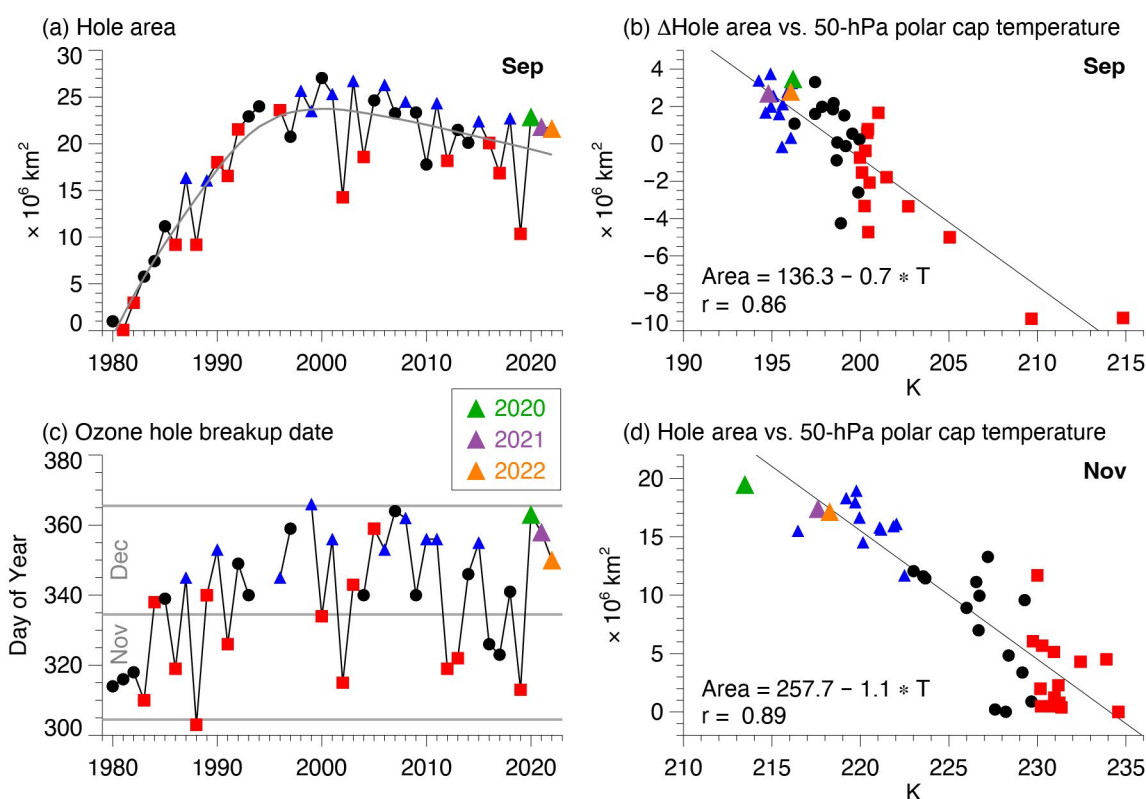 (a) Hole area
Sep
30
25
20
15
10
5
0
× 10⁶ km²
1980 1990 2000 2010 2020
(b) ΔHole area vs. 50-hPa polar cap temperature
Sep
4
2
0
−2
−4
−6
−8
−10
× 10⁶ km²
Area = 136.3 − 0.7 * T
r = 0.86
190 195 200 205 210 215
K
2020
2021
2022
(c) Ozone hole breakup date
380
360
340
320
300
Day of Year
Dec
Nov
1980 1990 2000 2010 2020
(d) Hole area vs. 50-hPa polar cap temperature
Nov
20
15
10
5
0
× 10⁶ km²
Area = 257.7 − 1.1 * T
r = 0.89
210 215 220 225 230 235
K